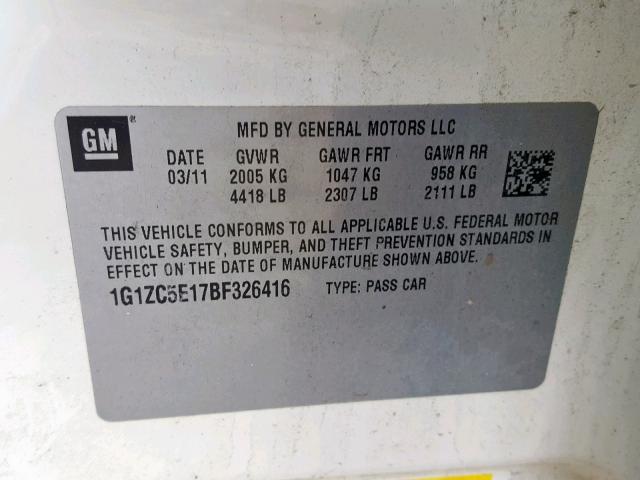 GM®
MFD BY GENERAL MOTORS LLC
DATE GVWR GAWR FRT GAWR RR
03/11 2005 KG 1047 KG 958 KG
4418 LB 2307 LB 2111 LB
THIS VEHICLE CONFORMS TO ALL APPLICABLE U.S. FEDERAL MOTOR
VEHICLE SAFETY, BUMPER, AND THEFT PREVENTION STANDARDS IN
EFFECT ON THE DATE OF MANUFACTURE SHOWN ABOVE.
1G1ZC5E17BF326416 TYPE: PASS CAR